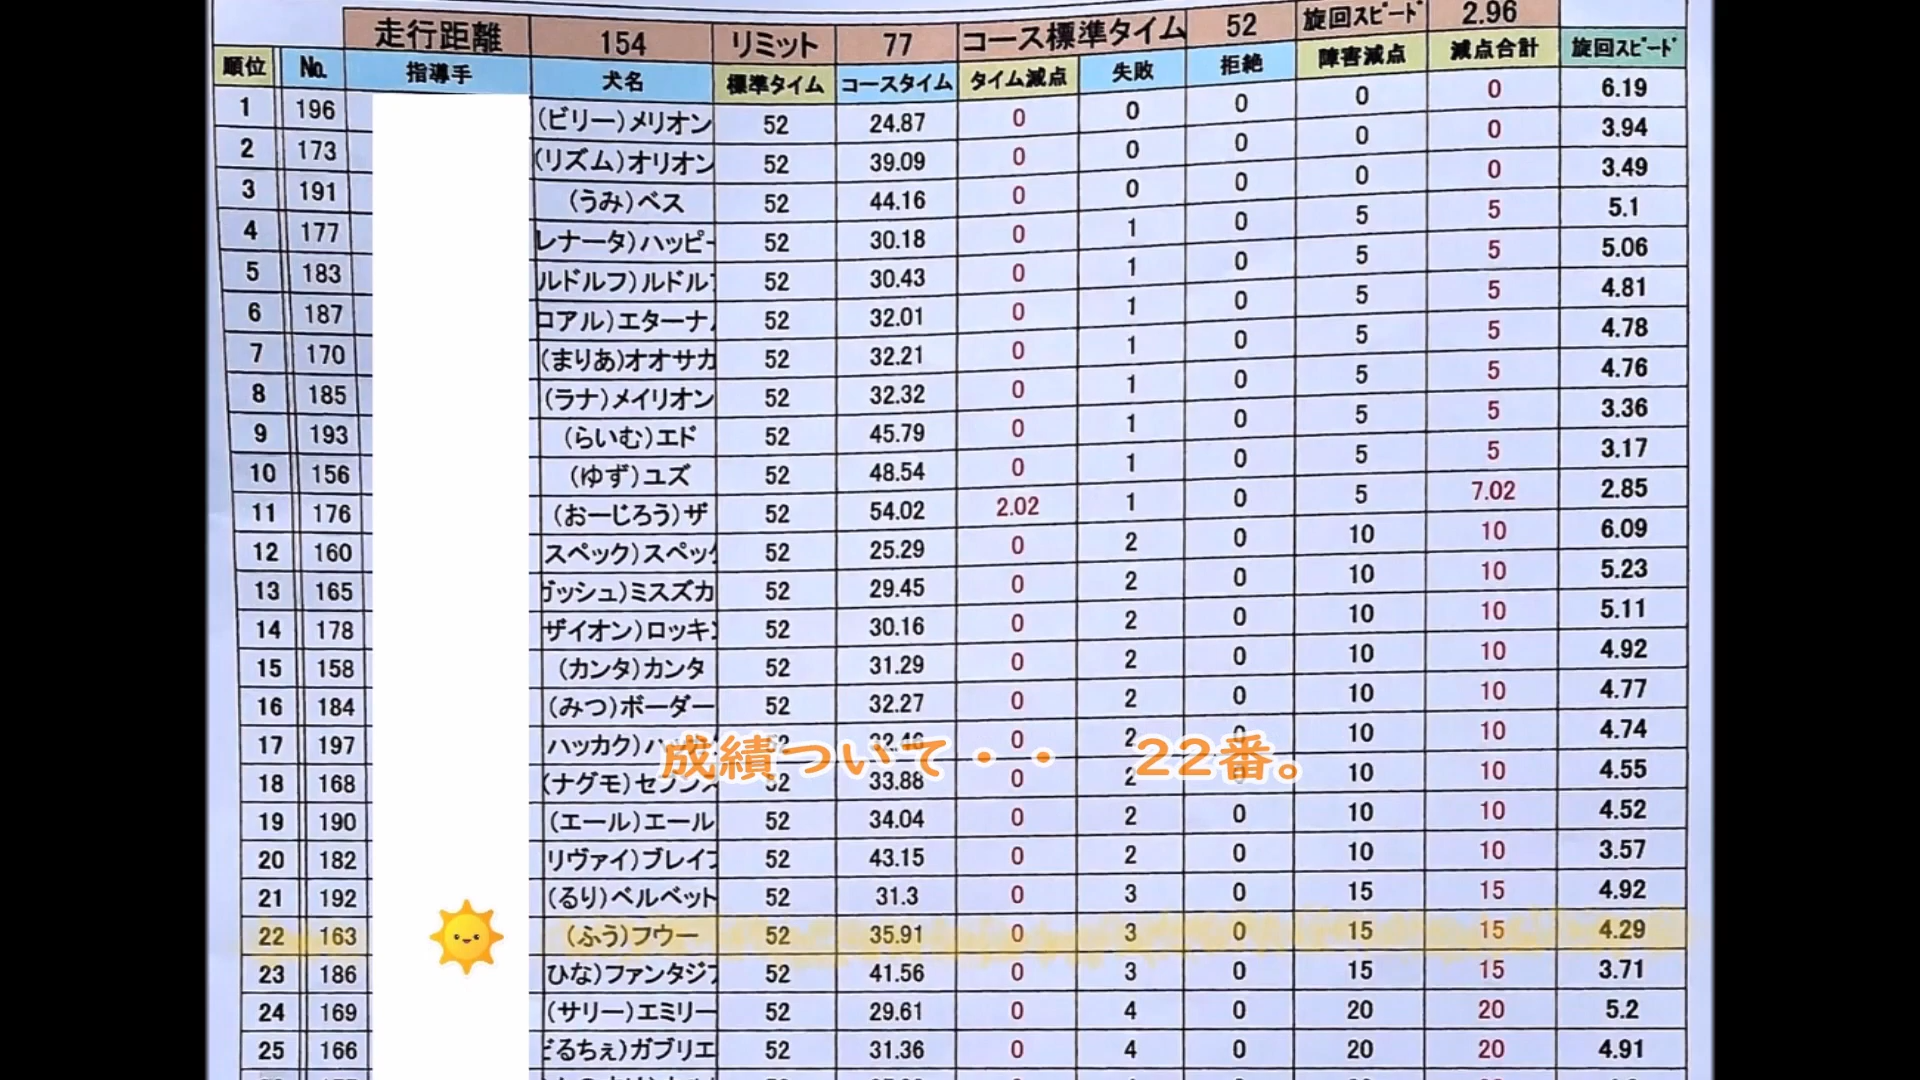 走行距離 154 リミット 77 コース標準タイム 52 旋回スピード 2.96
順位 No. 指導手 犬名 標準タイム コースタイム タイム減点 失敗 拒絶 障害減点 減点合計 旋回スピード
1 196 (ビリー)メリオン 52 24.87 0 0 0 0 0 6.19
2 173 (リズム)オリオン 52 39.09 0 0 0 0 0 3.94
3 191 (うみ)ベス 52 44.16 0 0 0 0 0 3.49
4 177 レナータ)ハッピー 52 30.18 0 1 0 5 5 5.1
5 183 ルドルフ)ルドル 52 30.43 0 1 0 5 5 5.06
6 187 コアル)エターナ 52 32.01 0 1 0 5 5 4.81
7 170 (まりあ)オオサカ 52 32.21 0 1 0 5 5 4.78
8 185 (ラナ)メイリオン 52 32.32 0 1 0 5 5 4.76
9 193 (らいむ)エド 52 45.79 0 1 0 5 5 3.36
10 156 (ゆず)ユズ 52 48.54 0 1 0 5 5 3.17
11 176 (おーじろう)ザ 52 54.02 2.02 1 0 5 7.02 2.85
12 160 スペック)スペッ 52 25.29 0 2 0 10 10 6.09
13 165 ガッシュ)ミスズカ 52 29.45 0 2 0 10 10 5.23
14 178 ザイオン)ロッキ 52 30.16 0 2 0 10 10 5.11
15 158 (カンタ)カンタ 52 31.29 0 2 0 10 10 4.92
16 184 (みつ)ボーダー 52 32.27 0 2 0 10 10 4.77
17 197 ハッカク)ハッ 52 32.46 0 2 0 10 10 4.74
成績ついて・・ 22番。
18 168 (ナグモ)セブンス 52 33.88 0 2 0 10 10 4.55
19 190 (エール)エール 52 34.04 0 2 0 10 10 4.52
20 182 リヴァイ)ブレイブ 52 43.15 0 2 0 10 10 3.57
21 192 (るり)ベルベット 52 31.3 0 3 0 15 15 4.92
22 163 (ふう)フウー 52 35.91 0 3 0 15 15 4.29
23 186 ひな)ファンタジア 52 41.56 0 3 0 15 15 3.71
24 169 (サリー)エミリー 52 29.61 0 4 0 20 20 5.2
25 166 どるちぇ)ガブリエ 52 31.36 0 4 0 20 20 4.91